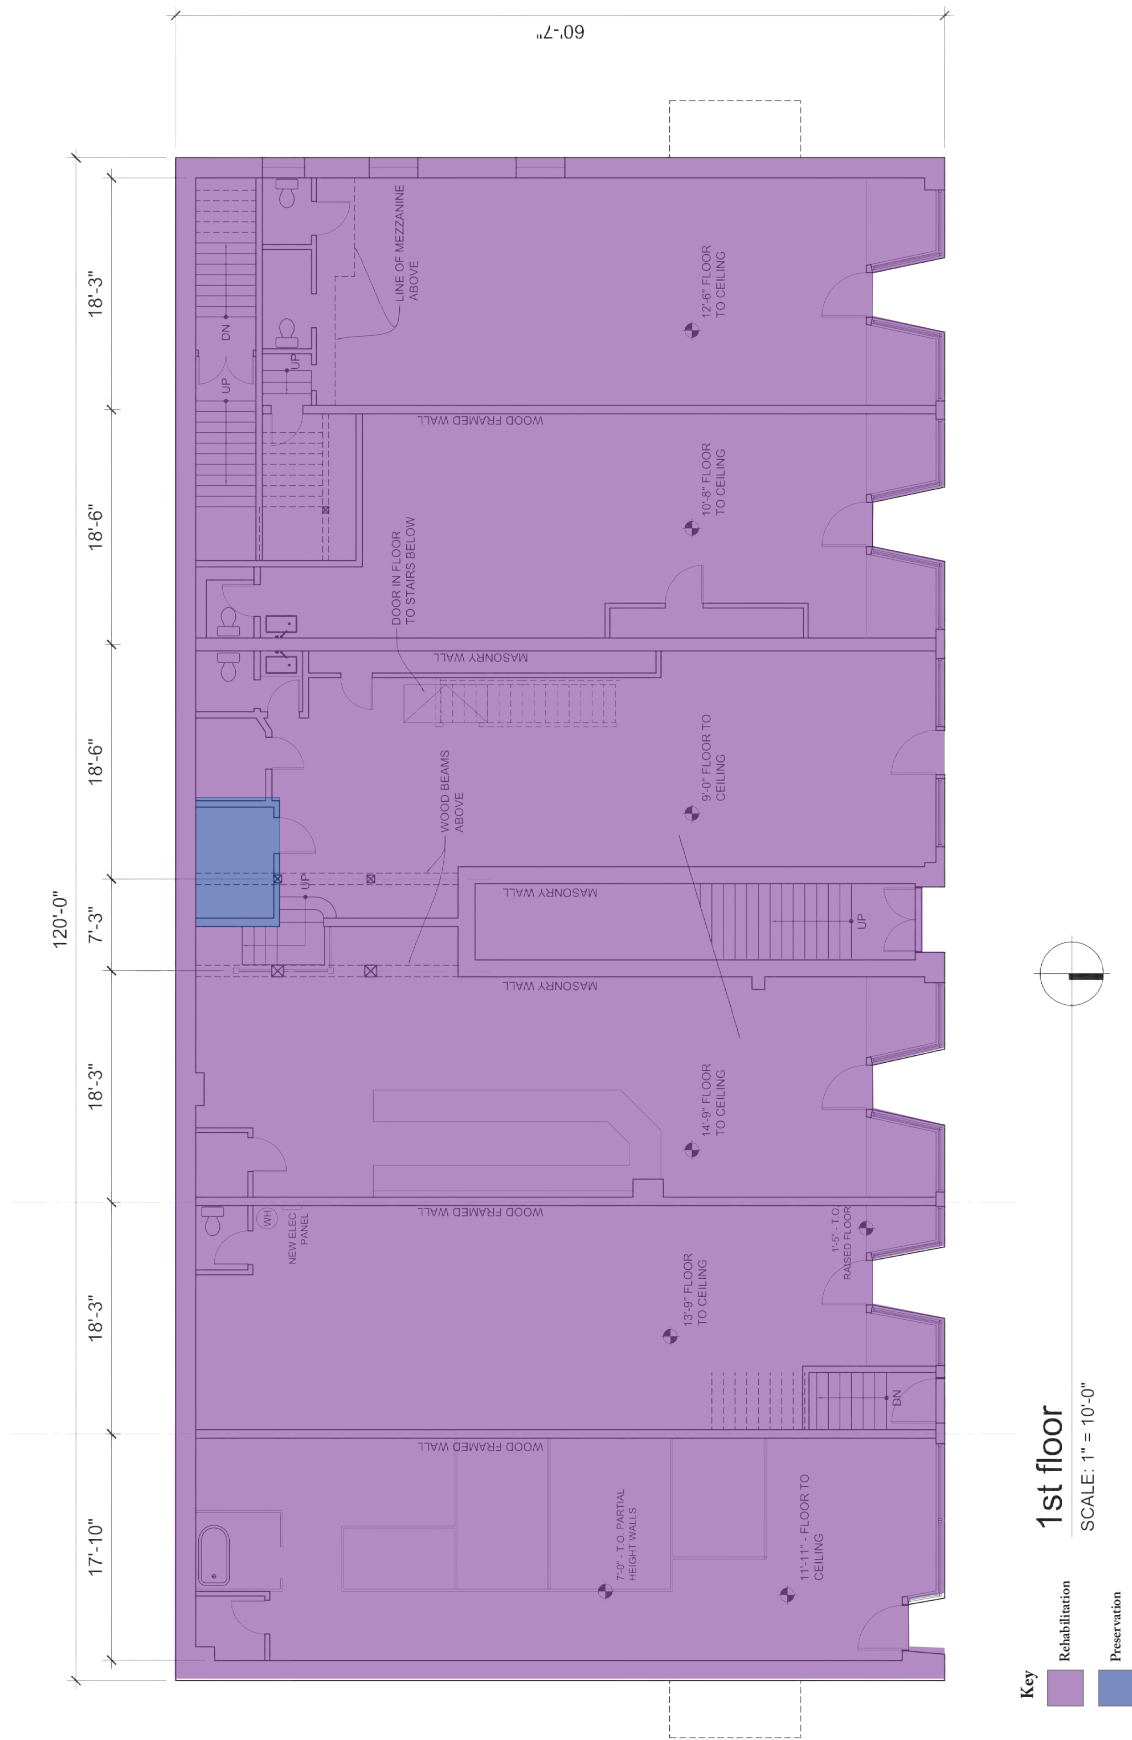 60'-7"
120'-0"
18'-3"
18'-6"
18'-6"
7'-3"
18'-3"
18'-3"
17'-10"
DN
UP
UP
LINE OF MEZZANINE
ABOVE
12'-6" FLOOR
TO CEILING
WOOD FRAMED WALL
10'-8" FLOOR
TO CEILING
DOOR IN FLOOR
TO STAIRS BELOW
MASONRY WALL
9'-0" FLOOR TO
CEILING
WOOD BEAMS
ABOVE
UP
MASONRY WALL
UP
MASONRY WALL
14'-9" FLOOR
TO CEILING
WOOD FRAMED WALL
WH
NEW ELEC
PANEL
1'-5" - T.O.
RAISED FLOOR
13'-9" FLOOR
TO CEILING
DN
WOOD FRAMED WALL
7'-0" - T.O. PARTIAL
HEIGHT WALLS
11'-11" - FLOOR TO
CEILING
1st floor
SCALE: 1" = 10'-0"
Key
Rehabilitation
Preservation